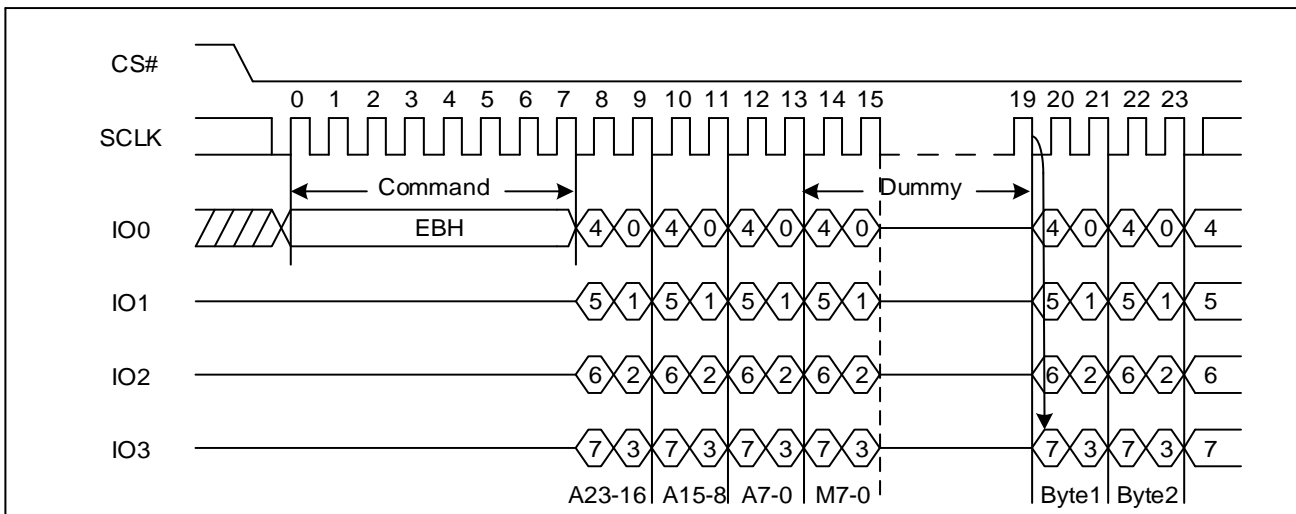 CS#
0 1 2 3 4 5 6 7 8 9 10 11 12 13 14 15 19 20 21 22 23
SCLK
Command Dummy
IO0 EBH 4 0 4 0 4 0 4 0 4 0 4 0 4
IO1 5 1 5 1 5 1 5 1 5 1 5 1 5
IO2 6 2 6 2 6 2 6 2 6 2 6 2 6
IO3 7 3 7 3 7 3 7 3 7 3 7 3 7
A23-16 A15-8 A7-0 M7-0 Byte1 Byte2